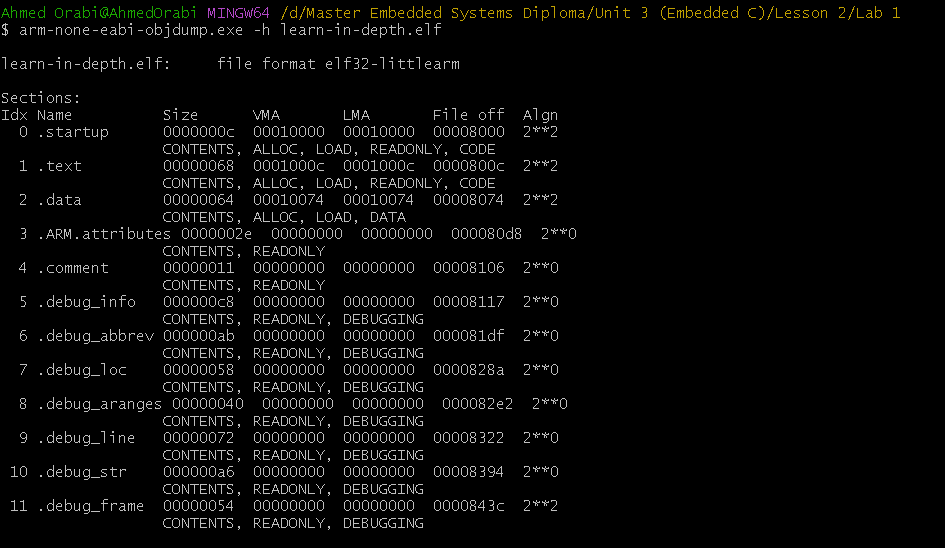 Ahmed Orabi@AhmedOrabi MINGW64 /d/Master Embedded Systems Diploma/Unit 3 (Embedded C)/Lesson 2/Lab 1
$ arm-none-eabi-objdump.exe -h learn-in-depth.elf
learn-in-depth.elf:     file format elf32-littlearm
Sections:
Idx Name          Size      VMA       LMA       File off  Algn
  0 .startup      0000000c  00010000  00010000  00008000  2**2
                  CONTENTS, ALLOC, LOAD, READONLY, CODE
  1 .text         00000068  0001000c  0001000c  0000800c  2**2
                  CONTENTS, ALLOC, LOAD, READONLY, CODE
  2 .data         00000064  00010074  00010074  00008074  2**2
                  CONTENTS, ALLOC, LOAD, DATA
  3 .ARM.attributes 0000002e  00000000  00000000  000080d8  2**0
                  CONTENTS, READONLY
  4 .comment      00000011  00000000  00000000  00008106  2**0
                  CONTENTS, READONLY
  5 .debug_info   000000c8  00000000  00000000  00008117  2**0
                  CONTENTS, READONLY, DEBUGGING
  6 .debug_abbrev 000000ab  00000000  00000000  000081df  2**0
                  CONTENTS, READONLY, DEBUGGING
  7 .debug_loc    00000058  00000000  00000000  0000828a  2**0
                  CONTENTS, READONLY, DEBUGGING
  8 .debug_aranges 00000040  00000000  00000000  000082e2  2**0
                  CONTENTS, READONLY, DEBUGGING
  9 .debug_line   00000072  00000000  00000000  00008322  2**0
                  CONTENTS, READONLY, DEBUGGING
 10 .debug_str    000000a6  00000000  00000000  00008394  2**0
                  CONTENTS, READONLY, DEBUGGING
 11 .debug_frame  00000054  00000000  00000000  0000843c  2**2
                  CONTENTS, READONLY, DEBUGGING